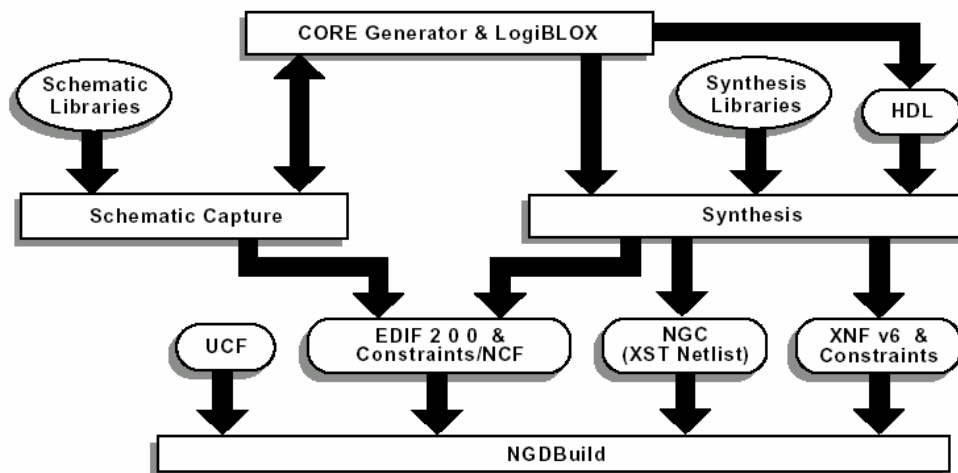 CORE Generator & LogiBLOX
Schematic
Libraries
Synthesis
Libraries
HDL
Schematic Capture
Synthesis
UCF
EDIF 2 0 0 &
Constraints/NCF
NGC
(XST Netlist)
XNF v6 &
Constraints
NGDBuild